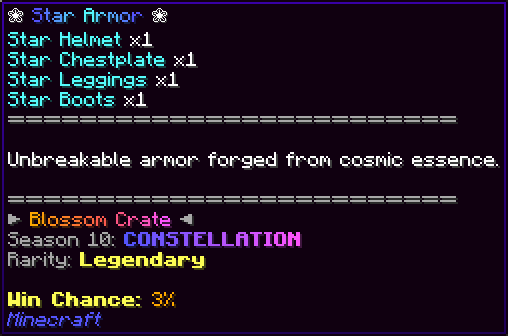 ❀ Star Armor ❀
Star Helmet x1
Star Chestplate x1
Star Leggings x1
Star Boots x1
============================
Unbreakable armor forged from cosmic essence.
============================
► Blossom Crate ◄
Season 10: CONSTELLATION
Rarity: Legendary
Win Chance: 3%
Minecraft